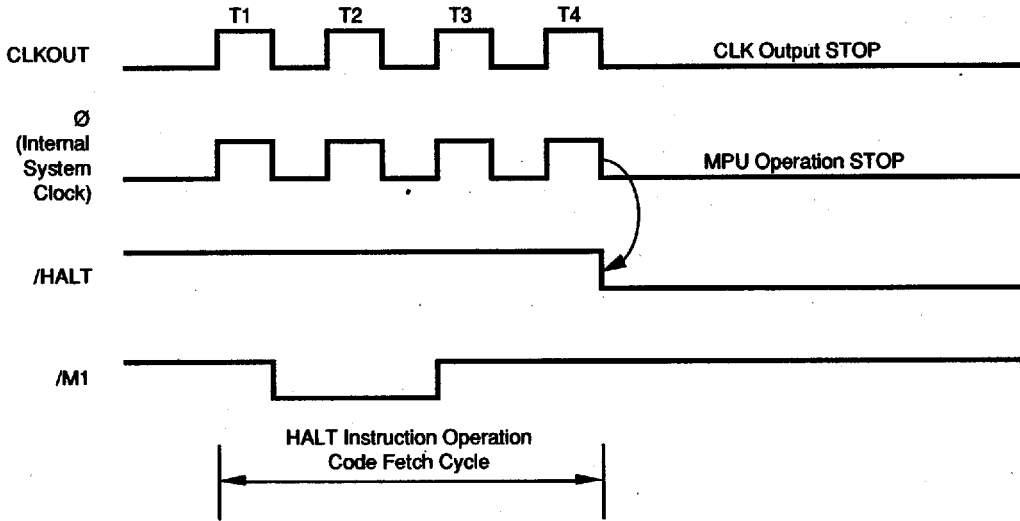 T1 T2 T3 T4
CLKOUT
CLK Output STOP
Ø
(Internal
System
Clock)
MPU Operation STOP
/HALT
/M1
HALT Instruction Operation
Code Fetch Cycle